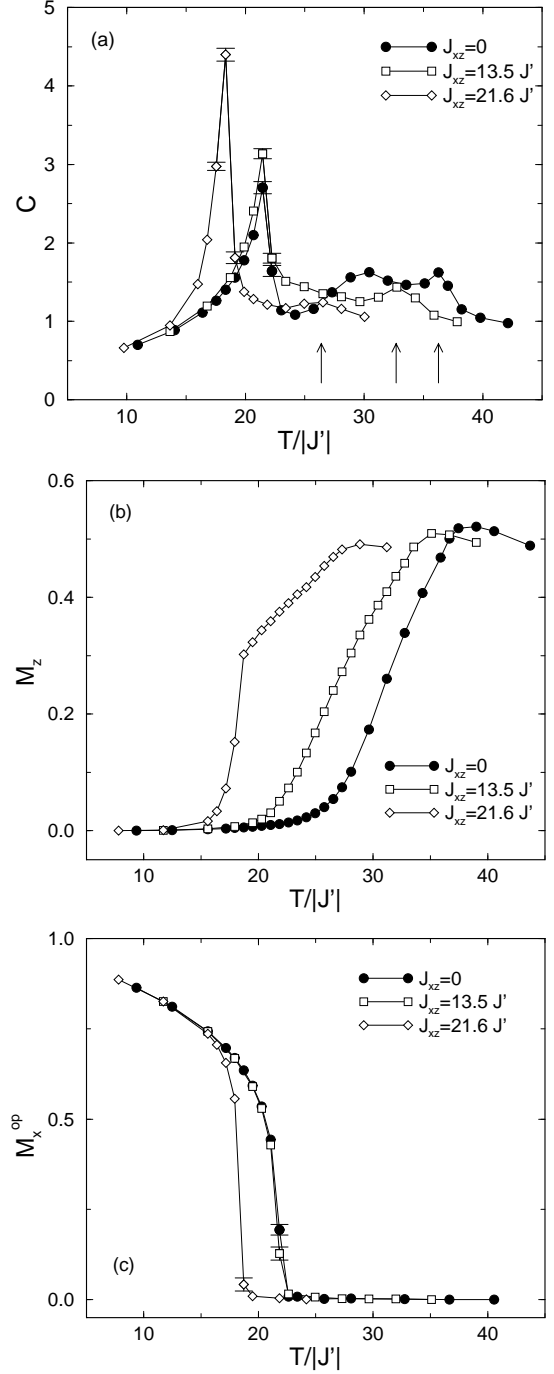 5
(a)
J_xz=0
J_xz=13.5 J’
J_xz=21.6 J’
4
3
C
2
1
0
10 20 30 40
T/|J’|
0.6
(b)
0.4
M_z
0.2
J_xz=0
J_xz=13.5 J’
J_xz=21.6 J’
0.0
10 20 30 40
T/|J’|
1.0
J_xz=0
J_xz=13.5 J’
J_xz=21.6 J’
M_x^op
0.5
(c)
0.0
10 20 30 40
T/|J’|